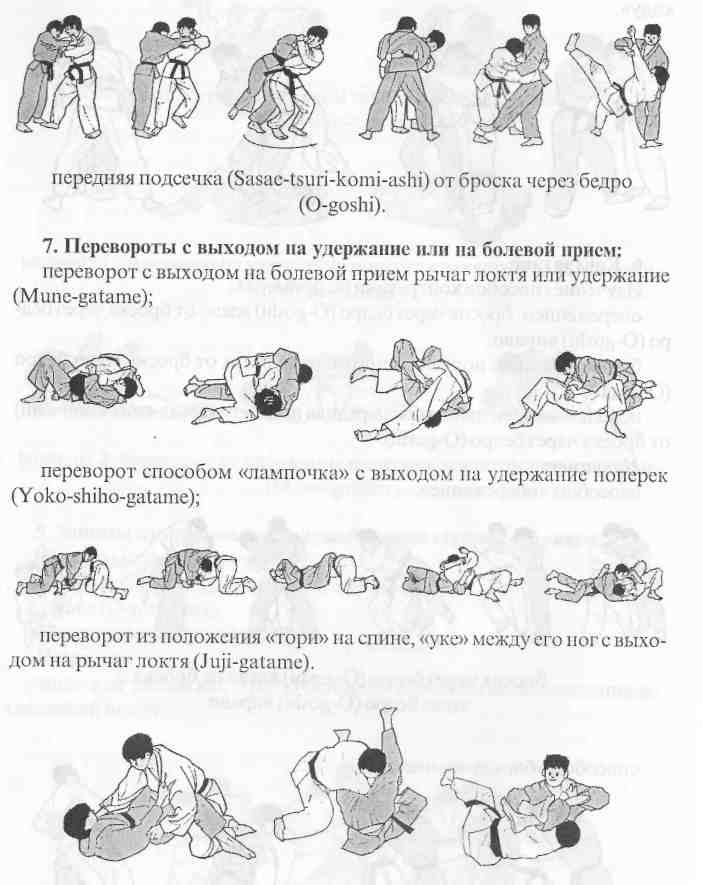 передняя подсечка (Sasae-tsuri-komi-ashi) от броска через бедро
(O-goshi).
7. Перевороты с выходом на удержание или на болевой прием:
переворот с выходом на болевой прием рычаг локтя или удержание
(Mune-gatame);
переворот способом «лампочка» с выходом на удержание поперек
(Yoko-shiho-gatame);
переворот из положения «тори» на спине, «уке» между его ног с выхо-
дом на рычаг локтя (Juji-gatame).